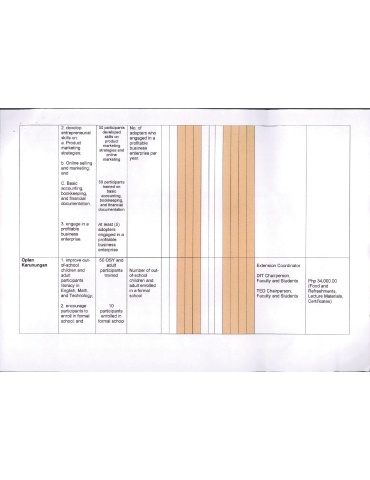 2. develop
entrepreneurial
skills on:
a. Product
marketing
strategies;
b. Online selling
and marketing;
and
C. Basic
accounting,
bookkeeping,
and financial
documentation.
3. engage in a
profitable
business
enterprise
50 participants
developed
skills on
product
marketing
strategies and
online
marketing
participants
trained on
basic
accounting,
bookkeeping,
and financial
documentation
At least (5)
adopters
engaged in a
profitable
business
enterprise
No. of
adopters who
engaged in a
profitable
business
enterprise per
year.
Oplan
Karunungan
1. improve out-
of-school
children and
adult
participants
literacy in
English, Math,
and Technology;
2. encourage
participants to
enroll in formal
school; and
50 OSY and
adult
participants
trained
10
participants
enrolled in
formal school
Number of out-
of-school
children and
adult enrolled
in a formal
school
Extension Coordinator
DIT Chairperson,
Faculty and Students
TED Chairperson,
Faculty and Students
Php 34,000.00
(Food and
Refreshments,
Lecture Materials,
Certificates)